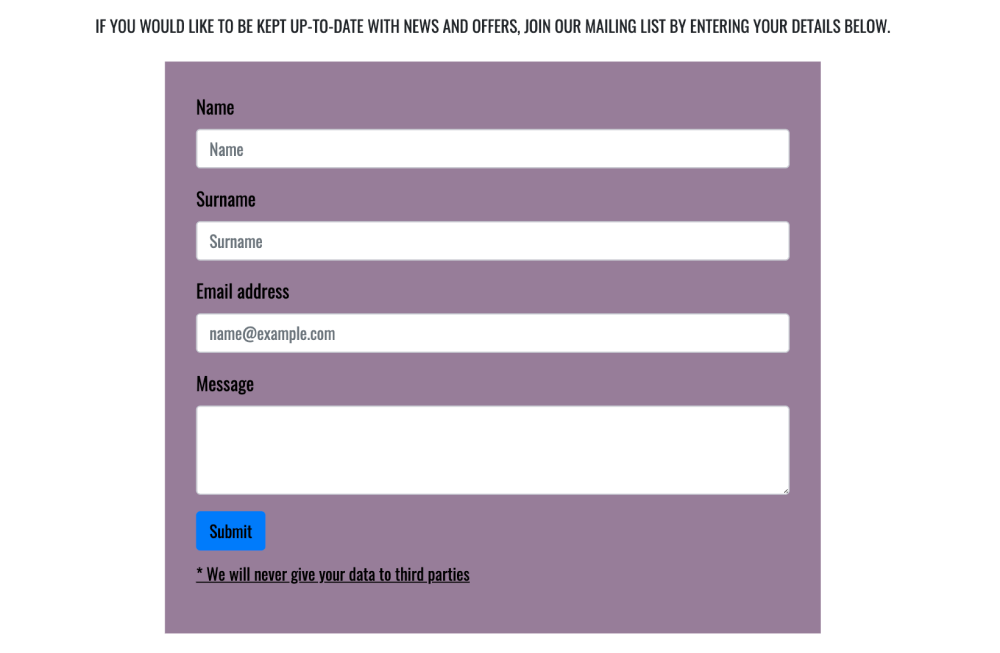 IF YOU WOULD LIKE TO BE KEPT UP-TO-DATE WITH NEWS AND OFFERS, JOIN OUR MAILING LIST BY ENTERING YOUR DETAILS BELOW.
Name
Name
Surname
Surname
Email address
name@example.com
Message
Submit
* We will never give your data to third parties